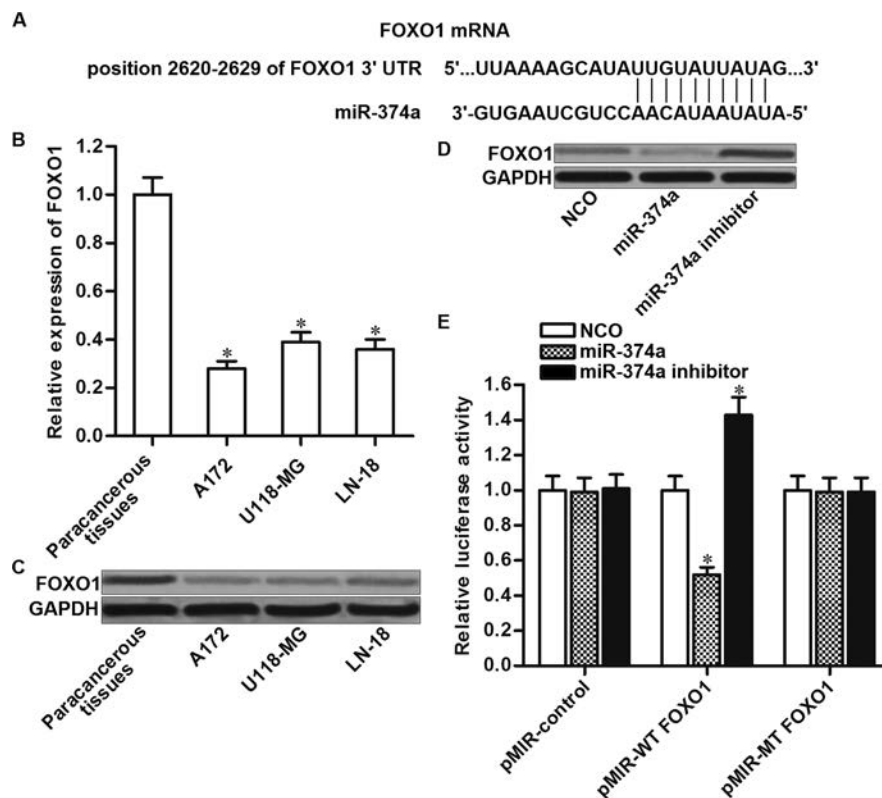 A
FOXO1 mRNA
position 2620-2629 of FOXO1 3' UTR 5'...UUAAAAGCAUAUUGUAUUAUAG...3'
miR-374a 3'-GUGAAUCGUCCAACAUAAUAUA-5'
B
Relative expression of FOXO1
1.2
1.0
0.8
0.6
0.4
0.2
0.0
* * *
Paracancerous tissues
A172
U118-MG
LN-18
C
FOXO1
GAPDH
Paracancerous tissues
A172
U118-MG
LN-18
D
FOXO1
GAPDH
NCO
miR-374a
miR-374a inhibitor
E
NCO
miR-374a
miR-374a inhibitor
Relative luciferase activity
1.6
1.4
1.2
1.0
0.8
0.6
0.4
0.2
0.0
* *
pMIR-control
pMIR-WT FOXO1
pMIR-MT FOXO1